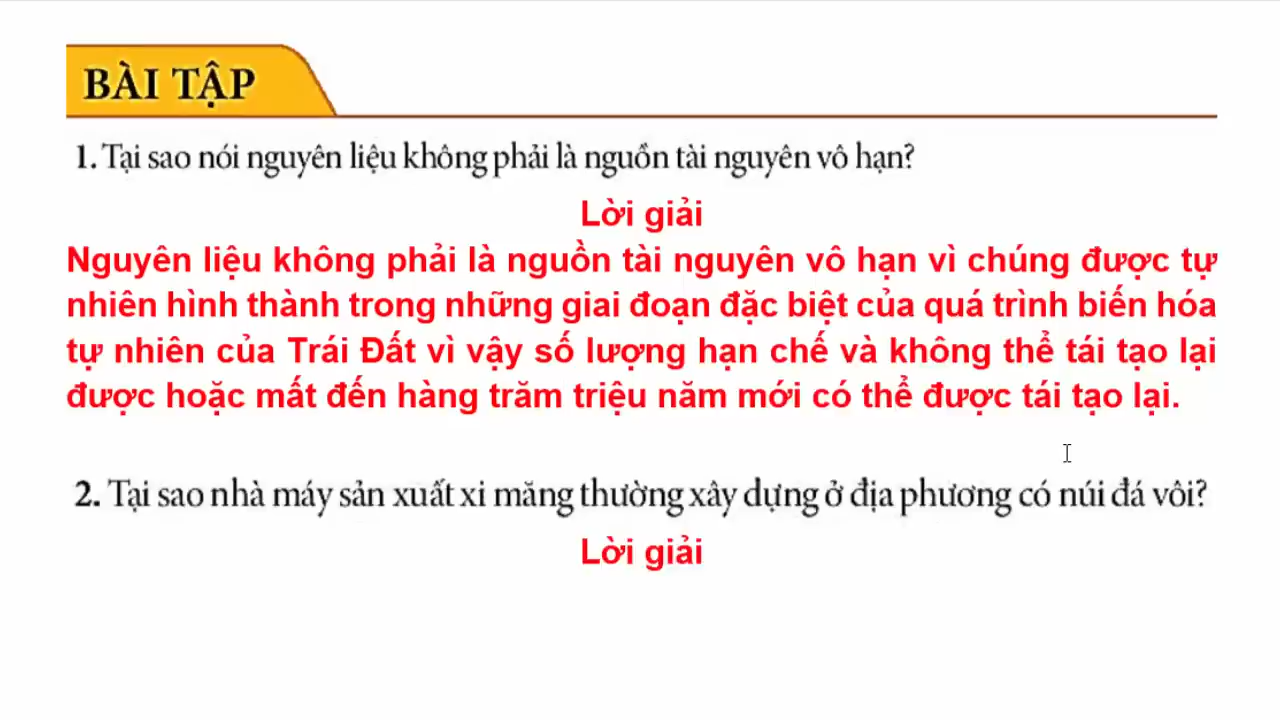 BÀI TẬP
1. Tại sao nói nguyên liệu không phải là nguồn tài nguyên vô hạn?
Lời giải
Nguyên liệu không phải là nguồn tài nguyên vô hạn vì chúng được tự
nhiên hình thành trong những giai đoạn đặc biệt của quá trình biến hóa
tự nhiên của Trái Đất vì vậy số lượng hạn chế và không thể tái tạo lại
được hoặc mất đến hàng trăm triệu năm mới có thể được tái tạo lại.
2. Tại sao nhà máy sản xuất xi măng thường xây dựng ở địa phương có núi đá vôi?
Lời giải